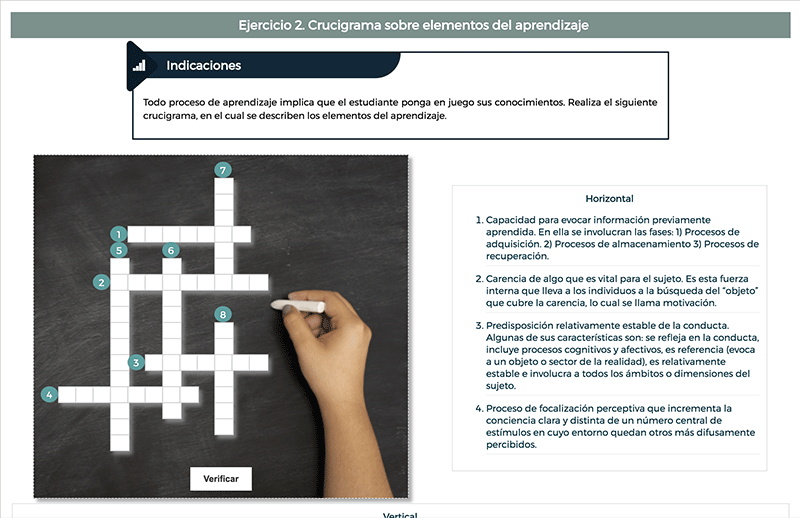 Ejercicio 2. Crucigrama sobre elementos del aprendizaje
Indicaciones
Todo proceso de aprendizaje implica que el estudiante ponga en juego sus conocimientos. Realiza el siguiente
crucigrama, en el cual se describen los elementos del aprendizaje.
7
1
5
6
2
8
3
4
Verificar
Horizontal
1. Capacidad para evocar información previamente
aprendida. En ella se involucran las fases: 1) Procesos de
adquisición. 2) Procesos de almacenamiento 3) Procesos de
recuperación.
2. Carencia de algo que es vital para el sujeto. Es esta fuerza
interna que lleva a los individuos a la búsqueda del “objeto”
que cubre la carencia, lo cual se llama motivación.
3. Predisposición relativamente estable de la conducta.
Algunas de sus características son: se refleja en la conducta,
incluye procesos cognitivos y afectivos, es referencia (evoca
a un objeto o sector de la realidad), es relativamente
estable e involucra a todos los ámbitos o dimensiones del
sujeto.
4. Proceso de focalización perceptiva que incrementa la
conciencia clara y distinta de un número central de
estímulos en cuyo entorno quedan otros más difusamente
percibidos.
Vertical